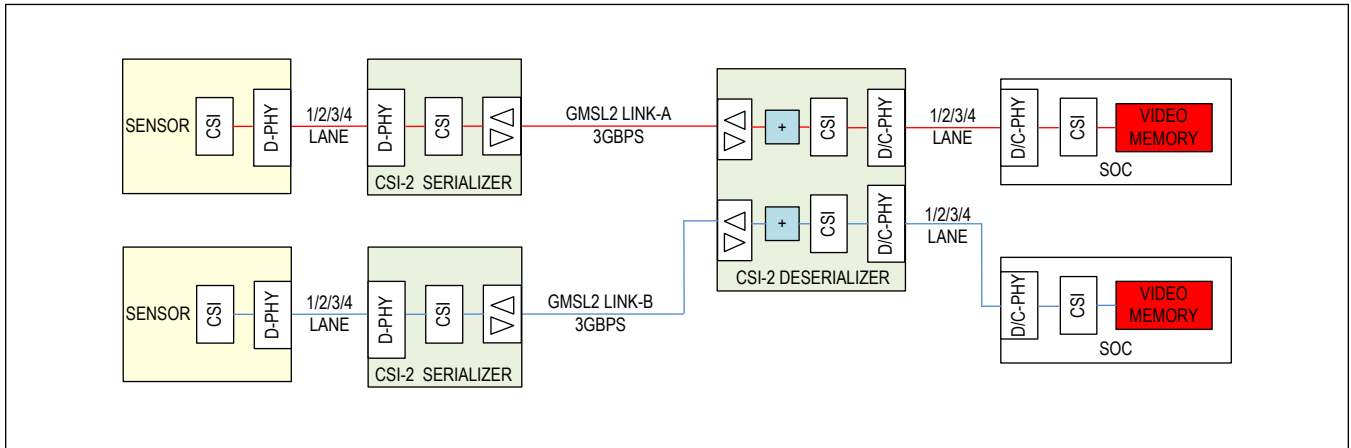 SENSOR
CSI
D-PHY
1/2/3/4
LANE
D-PHY
CSI
CSI-2 SERIALIZER
GMSL2 LINK-A
3GBPS
+
CSI
D/C-PHY
1/2/3/4
LANE
D/C-PHY
CSI
VIDEO
MEMORY
SOC
SENSOR
CSI
D-PHY
1/2/3/4
LANE
D-PHY
CSI
CSI-2 SERIALIZER
GMSL2 LINK-B
3GBPS
+
CSI
D/C-PHY
CSI-2 DESERIALIZER
1/2/3/4
LANE
D/C-PHY
CSI
VIDEO
MEMORY
SOC